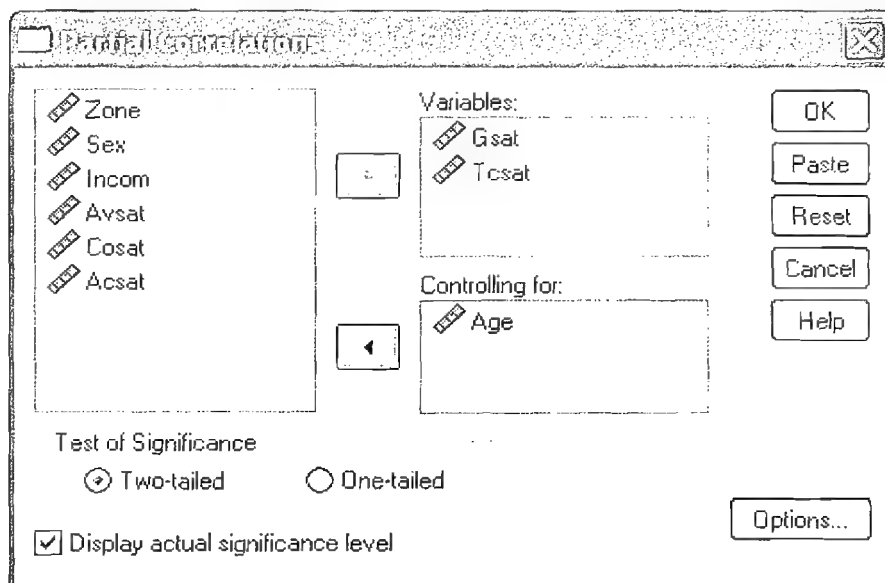 Partial Correlations
Zone
Sex
Incom
Avsat
Cosat
Acsat
Variables:
Gsat
Tcsat
Controlling for:
Age
OK
Paste
Reset
Cancel
Help
Test of Significance
Two-tailed
One-tailed
Display actual significance level
Options...